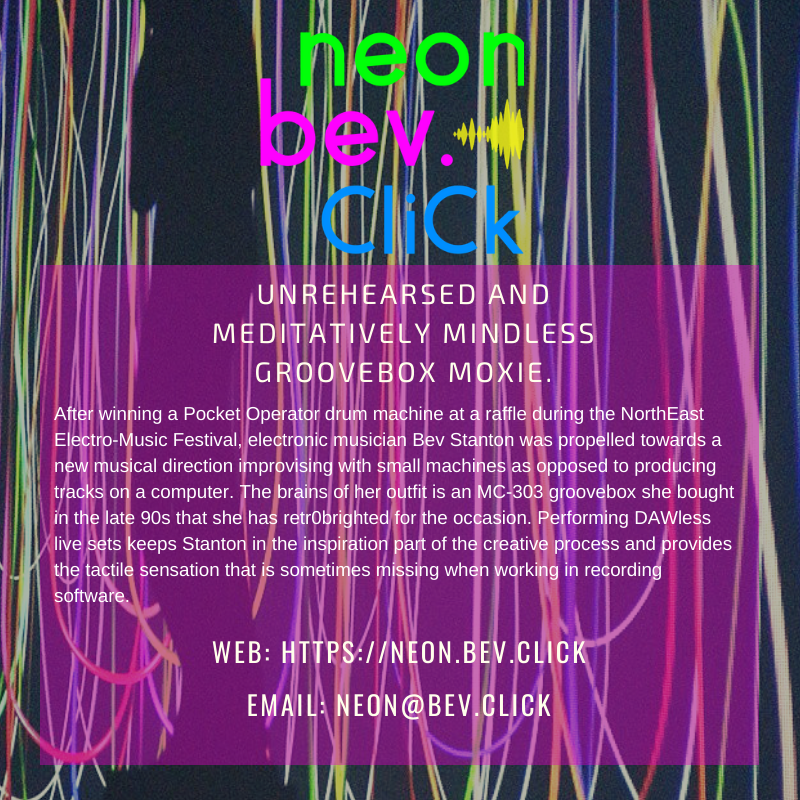 neon
bev.
CliCk
UNREHEARSED AND
MEDITATIVELY MINDLESS
GROOVEBOX MOXIE.
After winning a Pocket Operator drum machine at a raffle during the NorthEast
Electro-Music Festival, electronic musician Bev Stanton was propelled towards a
new musical direction improvising with small machines as opposed to producing
tracks on a computer. The brains of her outfit is an MC-303 groovebox she bought
in the late 90s that she has retr0brighted for the occasion. Performing DAWless
live sets keeps Stanton in the inspiration part of the creative process and provides
the tactile sensation that is sometimes missing when working in recording
software.
WEB: HTTPS://NEON.BEV.CLICK
EMAIL: NEON@BEV.CLICK